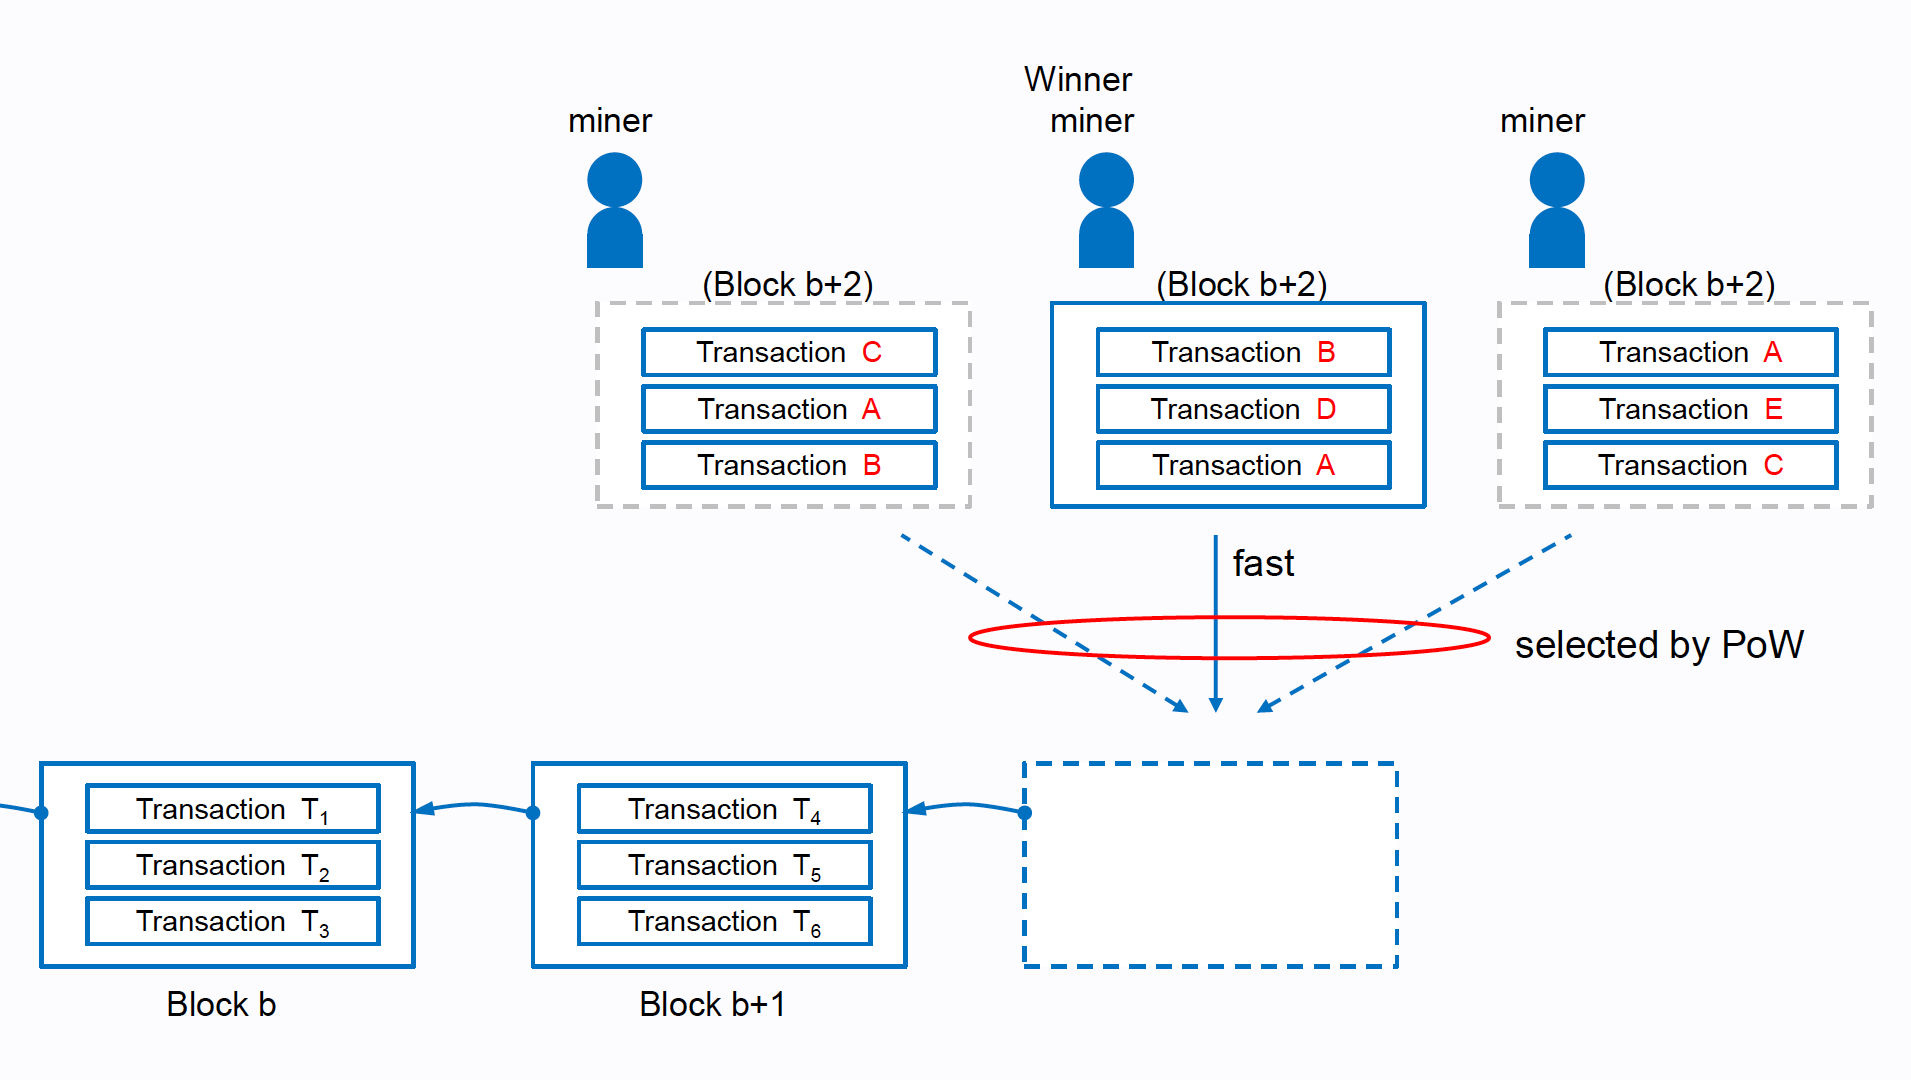 Winner
miner
miner
miner
(Block b+2)
(Block b+2)
(Block b+2)
Transaction C
Transaction A
Transaction B
Transaction B
Transaction D
Transaction A
Transaction A
Transaction E
Transaction C
fast
selected by PoW
Transaction T1
Transaction T2
Transaction T3
Transaction T4
Transaction T5
Transaction T6
Block b
Block b+1